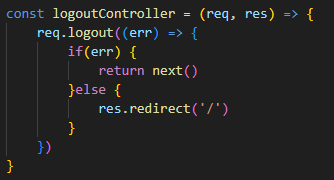 const logoutController = (req, res) => {
    req.logout((err) => {
        if(err) {
            return next()
        }else {
            res.redirect('/')
        }
    })
}